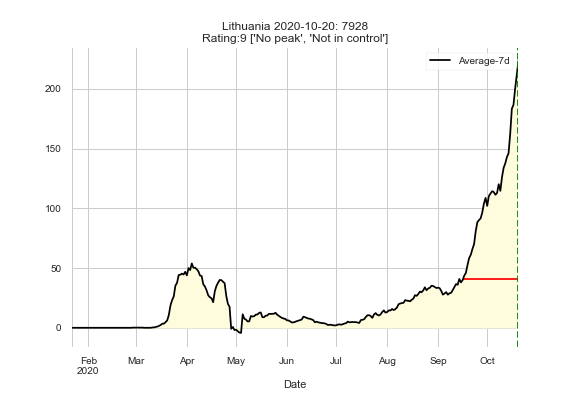 Lithuania 2020-10-20: 7928
Rating:9 ['No peak', 'Not in control']
Average-7d
200
150
100
50
0
Feb Mar Apr May Jun Jul Aug Sep Oct
2020
Date